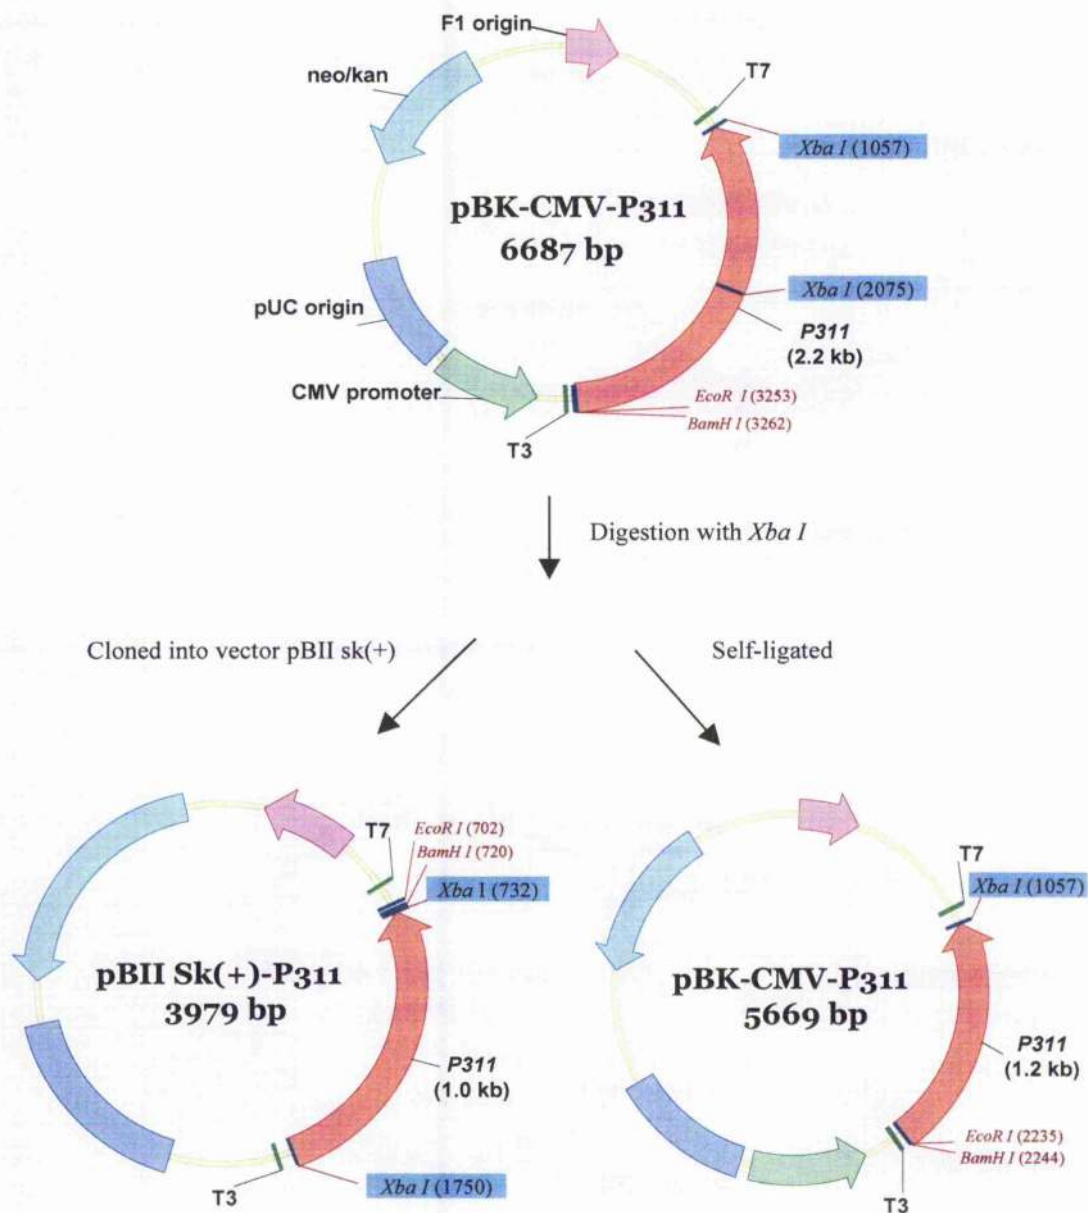 F1 origin
neo/kan
T7
Xba I (1057)
pBK-CMV-P311
6687 bp
Xba I (2075)
pUC origin
P311
(2.2 kb)
CMV promoter
EcoR I (3253)
BamH I (3262)
T3
Digestion with Xba I
Cloned into vector pBII sk(+)
Self-ligated
T7
EcoR I (702)
BamH I (720)
Xba I (732)
pBII Sk(+)-P311
3979 bp
P311
(1.0 kb)
T3
Xba I (1750)
T7
Xba I (1057)
pBK-CMV-P311
5669 bp
P311
(1.2 kb)
EcoR I (2235)
BamH I (2244)
T3